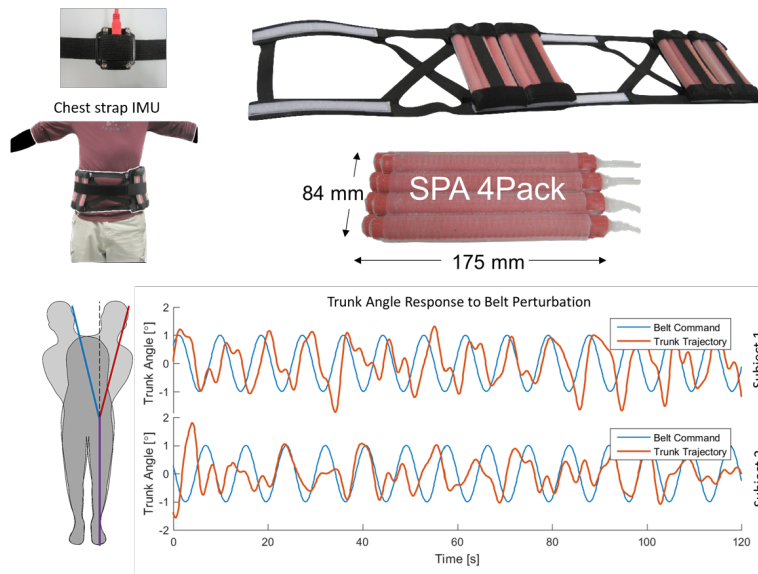 Chest strap IMU
SPA 4Pack
84 mm
175 mm
Trunk Angle Response to Belt Perturbation
2
1
0
-1
Trunk Angle [°]
Belt Command
Trunk Trajectory
Subject 1
2
1
0
-1
-2
Trunk Angle [°]
Belt Command
Trunk Trajectory
0
20
40
60
80
100
120
Time [s]